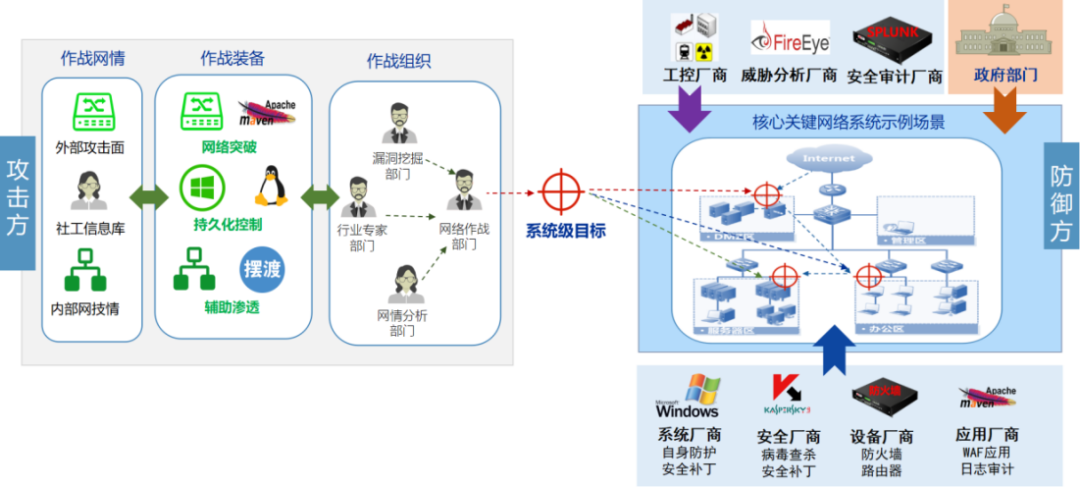 攻击方
作战网情
外部攻击面
社工信息库
内部网技情
作战装备
Apache
maven
网络突破
持久化控制
摆渡
辅助渗透
作战组织
漏洞挖掘
部门
行业专家
部门
网络作战
部门
网情分析
部门
系统级目标
工控厂商
FireEye
威胁分析厂商
SPLUNK
安全审计厂商
政府部门
核心关键网络系统示例场景
Internet
· DMZ区
· 管理区
· 服务器区
· 办公区
防御方
Microsoft
Windows
系统厂商
自身防护
安全补丁
KASPERSKY
安全厂商
病毒查杀
安全补丁
防火墙
设备厂商
防火墙
路由器
Apache
maven
应用厂商
WAF应用
日志审计